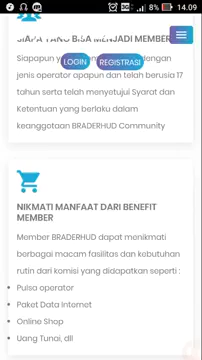 3G 8% 14.09
SIAPA YANG BISA MENJADI MEMBER
LOGIN
REGISTRASI
Siapapun dengan
jenis operator apapun dan telah berusia 17
tahun serta telah menyetujui Syarat dan
Ketentuan yang berlaku dalam
keanggotaan BRADERHUD Community
NIKMATI MANFAAT DARI BENEFIT
MEMBER
Member BRADERHUD dapat menikmati
berbagai macam fasilitas dan kebutuhan
rutin dari komisi yang didapatkan seperti :
Pulsa operator
Paket Data Internet
Online Shop
Uang Tunai, dll